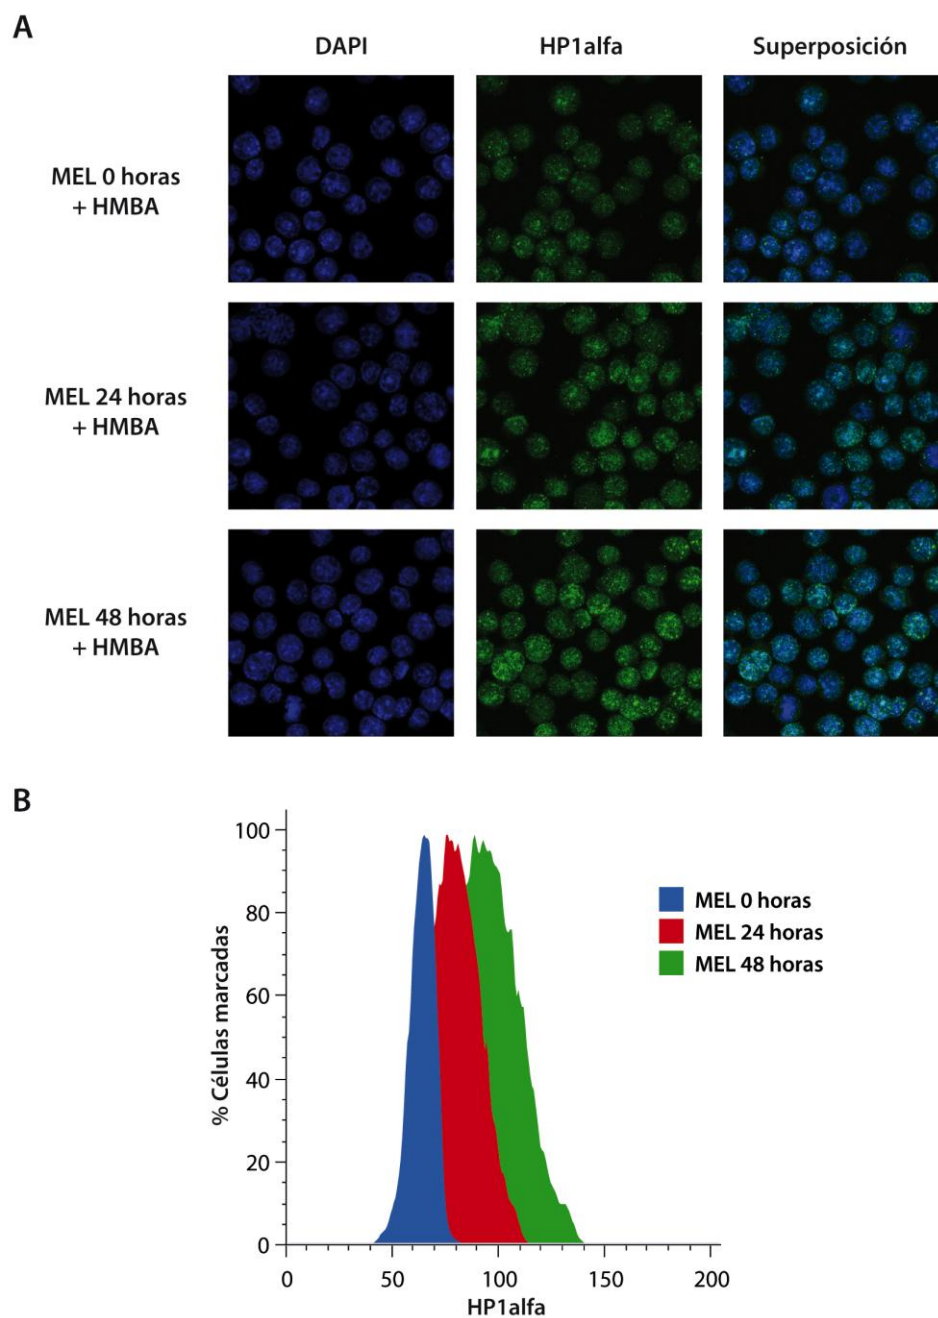 A
DAPI
HP1alfa
Superposición
MEL 0 horas
+ HMBA
MEL 24 horas
+ HMBA
MEL 48 horas
+ HMBA
B
% Células marcadas
100
80
60
40
20
0
0
50
100
150
200
HP1alfa
MEL 0 horas
MEL 24 horas
MEL 48 horas